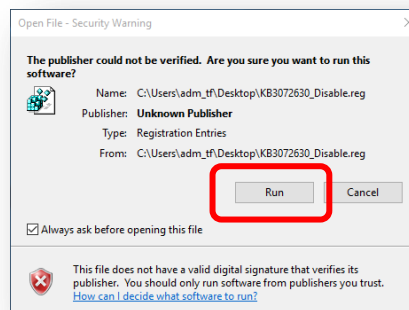 Open File - Security Warning
The publisher could not be verified. Are you sure you want to run this
software?
Name: C:\Users\adm_tf\Desktop\KB3072630_Disable.reg
Publisher: Unknown Publisher
Type: Registration Entries
From: C:\Users\adm_tf\Desktop\KB3072630_Disable.reg
Run Cancel
Always ask before opening this file
This file does not have a valid digital signature that verifies its
publisher. You should only run software from publishers you trust.
How can I decide what software to run?